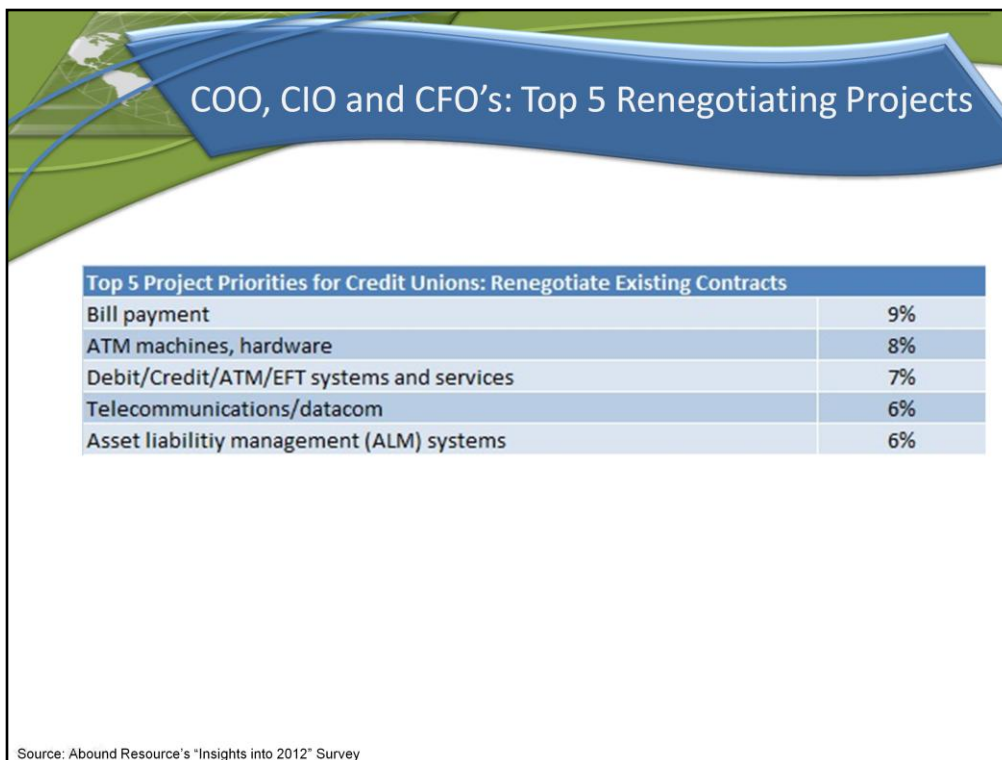 COO, CIO and CFO's: Top 5 Renegotiating Projects
Top 5 Project Priorities for Credit Unions: Renegotiate Existing Contracts
Bill payment 9%
ATM machines, hardware 8%
Debit/Credit/ATM/EFT systems and services 7%
Telecommunications/datacom 6%
Asset liabilitiy management (ALM) systems 6%
Source: Abound Resource's "Insights into 2012" Survey